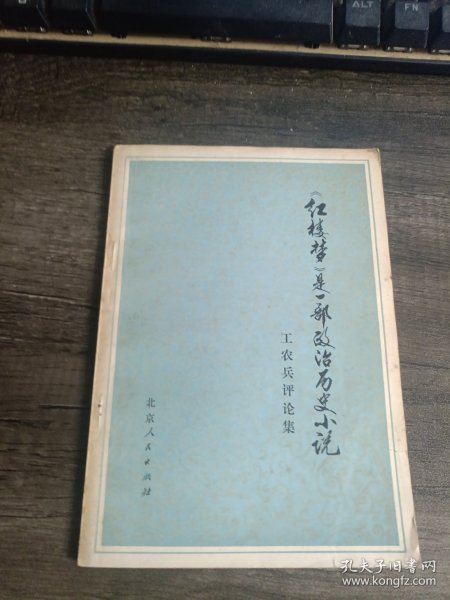 ALT
FN
《红楼梦》是一部政治历史小说
工农兵评论集
北京人民出版社
孔夫子旧书网
www.kongfz.com